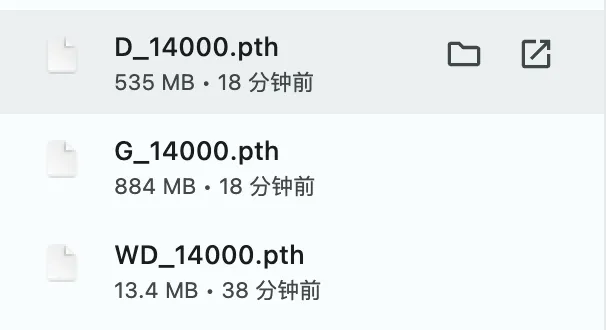 D_14000.pth
535 MB • 18 分钟前
G_14000.pth
884 MB • 18 分钟前
WD_14000.pth
13.4 MB • 38 分钟前